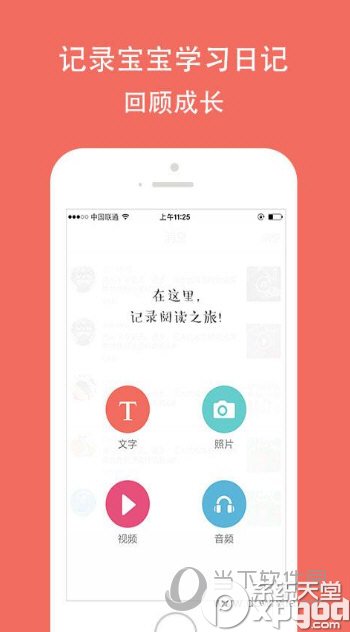 记录宝宝学习日记
回顾成长
中国联通
上午11:25
在这里,
记录阅读之旅!
T
文字
照片
视频
音频
当下软件园
系统天堂
xpgod
.com